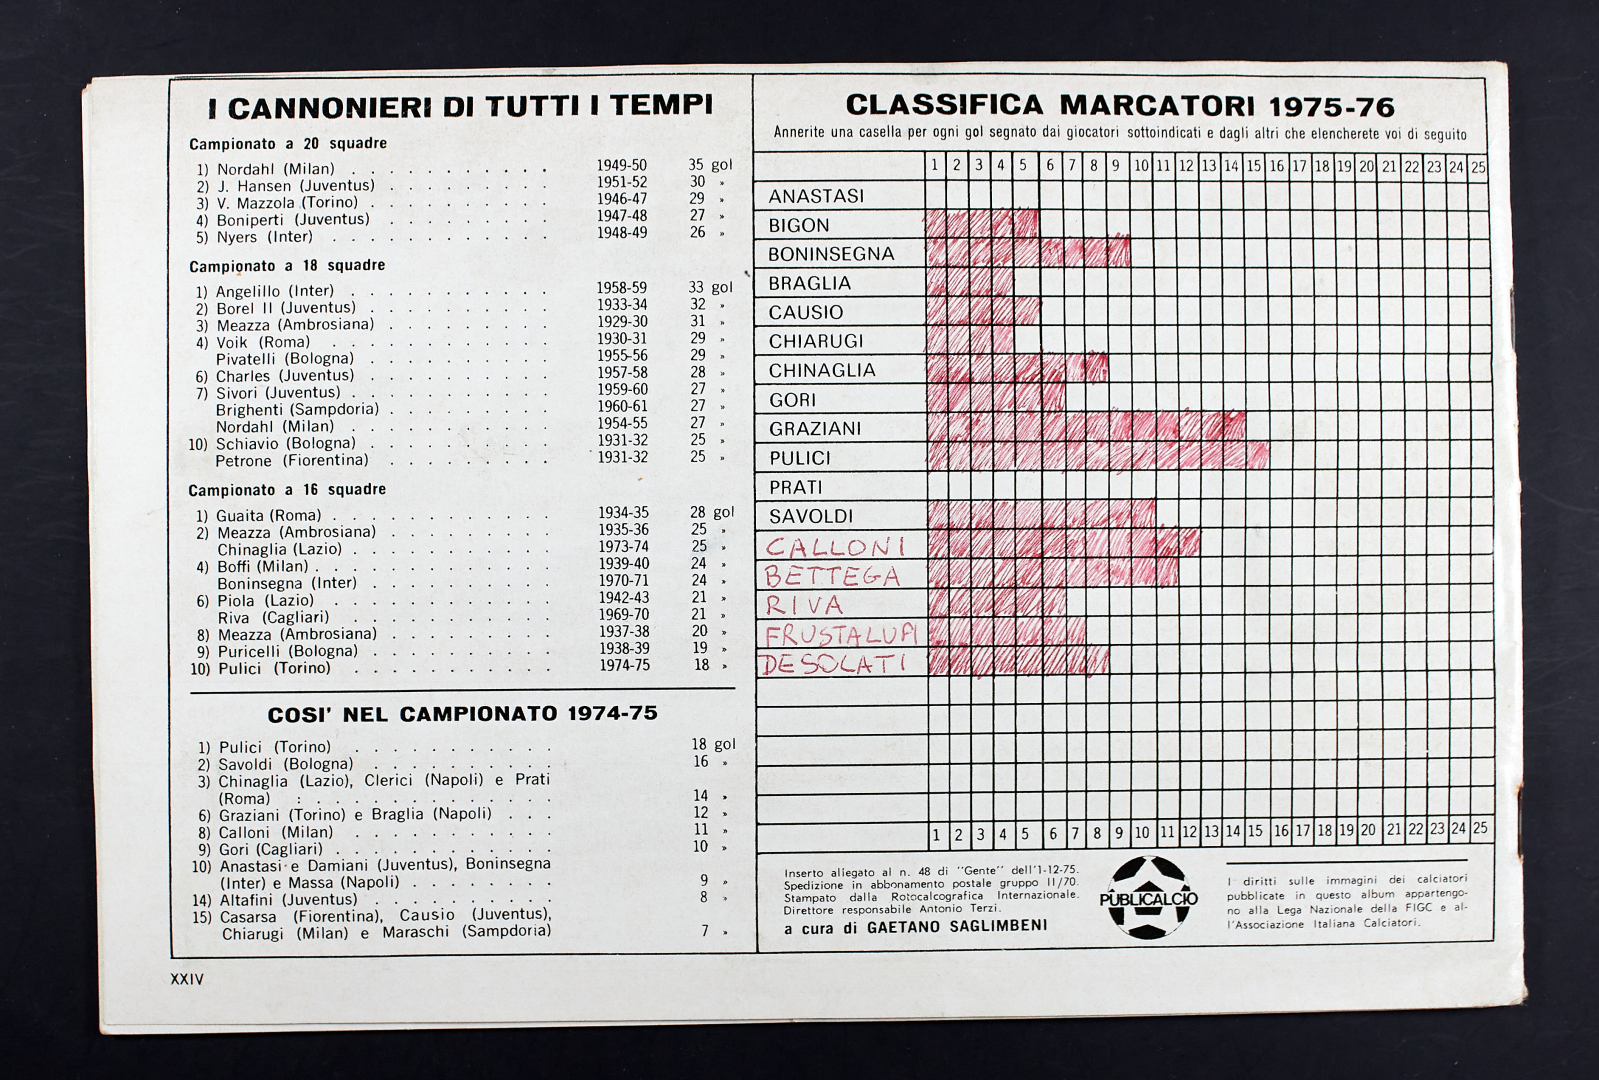 I CANNONIERI DI TUTTI I TEMPI
Campionato a 20 squadre
1) Nordahl (Milan) . . . . . . . . . . . 1949-50 35 gol
2) J. Hansen (Juventus) . . . . . . . . . 1951-52 30 »
3) V. Mazzola (Torino) . . . . . . . . . . 1946-47 29 »
4) Boniperti (Juventus) . . . . . . . . . 1947-48 27 »
5) Nyers (Inter) . . . . . . . . . . . . 1948-49 26 »
Campionato a 18 squadre
1) Angelillo (Inter) . . . . . . . . . . . 1958-59 33 gol
2) Borel II (Juventus) . . . . . . . . . . 1933-34 32 »
3) Meazza (Ambrosiana) . . . . . . . . . 1929-30 31 »
4) Voik (Roma) . . . . . . . . . . . . 1930-31 29 »
Pivatelli (Bologna) . . . . . . . . . . 1955-56 29 »
6) Charles (Juventus) . . . . . . . . . . 1957-58 28 »
7) Sivori (Juventus) . . . . . . . . . . . 1959-60 27 »
Brighenti (Sampdoria) . . . . . . . . . 1960-61 27 »
Nordahl (Milan) . . . . . . . . . . . 1954-55 27 »
10) Schiavio (Bologna) . . . . . . . . . . 1931-32 25 »
Petrone (Fiorentina) . . . . . . . . . 1931-32 25 »
Campionato a 16 squadre
1) Guaita (Roma) . . . . . . . . . . . . 1934-35 28 gol
2) Meazza (Ambrosiana) . . . . . . . . . 1935-36 25 »
Chinaglia (Lazio) . . . . . . . . . . . 1973-74 25 »
4) Boffi (Milan) . . . . . . . . . . . . . 1939-40 24 »
Boninsegna (Inter) . . . . . . . . . . 1970-71 24 »
6) Piola (Lazio) . . . . . . . . . . . . 1942-43 21 »
Riva (Cagliari) . . . . . . . . . . . 1969-70 21 »
8) Meazza (Ambrosiana) . . . . . . . . . 1937-38 20 »
9) Puricelli (Bologna) . . . . . . . . . . 1938-39 19 »
10) Pulici (Torino) . . . . . . . . . . . 1974-75 18 »
COSI' NEL CAMPIONATO 1974-75
1) Pulici (Torino) . . . . . . . . . . . 18 gol
2) Savoldi (Bologna) . . . . . . . . . . 16 »
3) Chinaglia (Lazio), Clerici (Napoli) e Prati
(Roma) : . . . . . . . . . . . . . 14 »
6) Graziani (Torino) e Braglia (Napoli) . . . 12 »
8) Calloni (Milan) . . . . . . . . . . . 11 »
9) Gori (Cagliari) . . . . . . . . . . . 10 »
10) Anastasi e Damiani (Juventus), Boninsegna
(Inter) e Massa (Napoli) . . . . . . . . 9 »
14) Altafini (Juventus) . . . . . . . . . . 8 »
15) Casarsa (Fiorentina), Causio (Juventus),
Chiarugi (Milan) e Maraschi (Sampdoria) 7 »
XXIV
CLASSIFICA MARCATORI 1975-76
Annerite una casella per ogni gol segnato dai giocatori sottoindicati e dagli altri che elencherete voi di seguito
1 2 3 4 5 6 7 8 9 10 11 12 13 14 15 16 17 18 19 20 21 22 23 24 25
ANASTASI
BIGON
BONINSEGNA
BRAGLIA
CAUSIO
CHIARUGI
CHINAGLIA
GORI
GRAZIANI
PULICI
PRATI
SAVOLDI
CALLONI
BETTEGA
RIVA
FRUSTALUPI
DESOLATI
1 2 3 4 5 6 7 8 9 10 11 12 13 14 15 16 17 18 19 20 21 22 23 24 25
Inserto allegato al n. 48 di "Gente" dell'1-12-75.
Spedizione in abbonamento postale gruppo II/70.
Stampato dalla Rotocalcografica Internazionale.
Direttore responsabile Antonio Terzi.
a cura di GAETANO SAGLIMBENI
PUBLICALCIO
I diritti sulle immagini dei calciatori
pubblicate in questo album appartengo-
no alla Lega Nazionale della FIGC e al-
l'Associazione Italiana Calciatori.